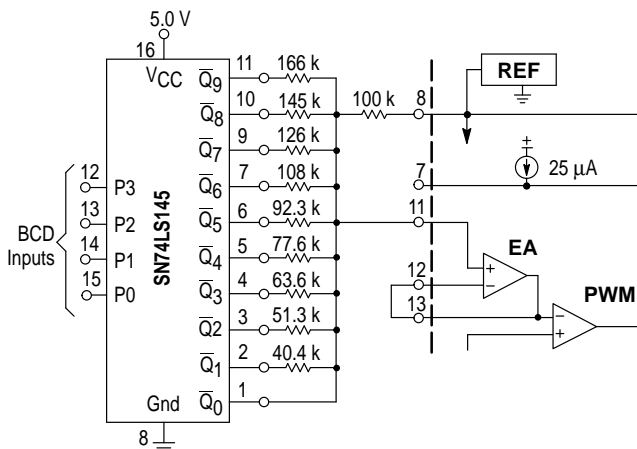 5.0 V
16
VCC
SN74LS145
BCD
Inputs
12
P3
13
P2
14
P1
15
P0
Gnd
8
Q9
11
166 k
Q8
10
145 k
Q7
9
126 k
Q6
7
108 k
Q5
6
92.3 k
Q4
5
77.6 k
Q3
4
63.6 k
Q2
3
51.3 k
Q1
2
40.4 k
Q0
1
100 k
8
REF
7
25 μA
11
EA
+
−
12
13
PWM
−
+